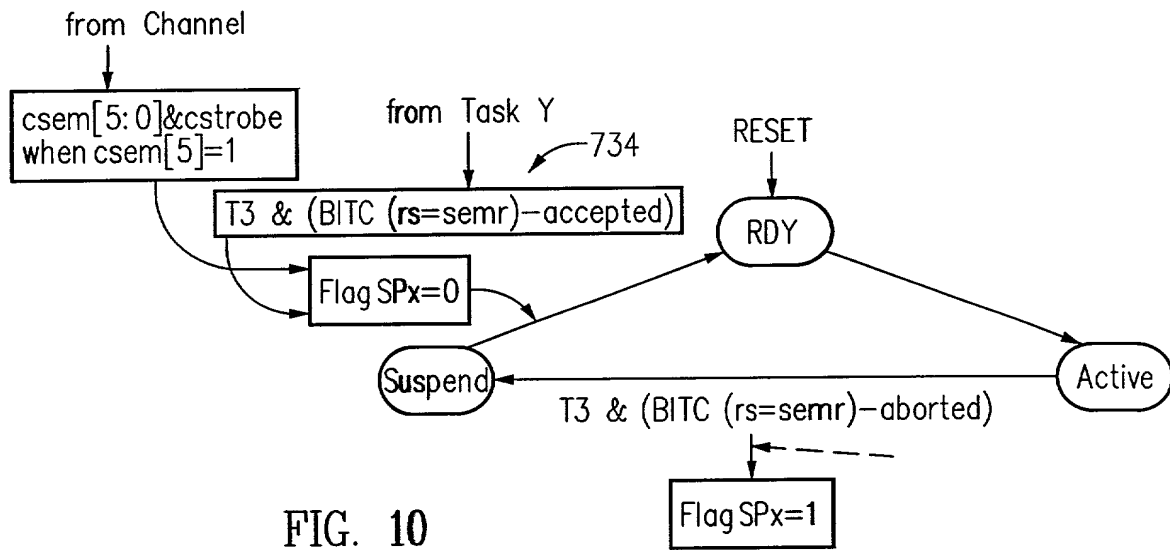 from Channel
csem[5:0]&cstrobe
when csem[5]=1
from Task Y
734
RESET
T3 & (BITC (rs=semr)-accepted)
RDY
Flag SPx=0
Suspend
Active
T3 & (BITC (rs=semr)-aborted)
Flag SPx=1
FIG. 10